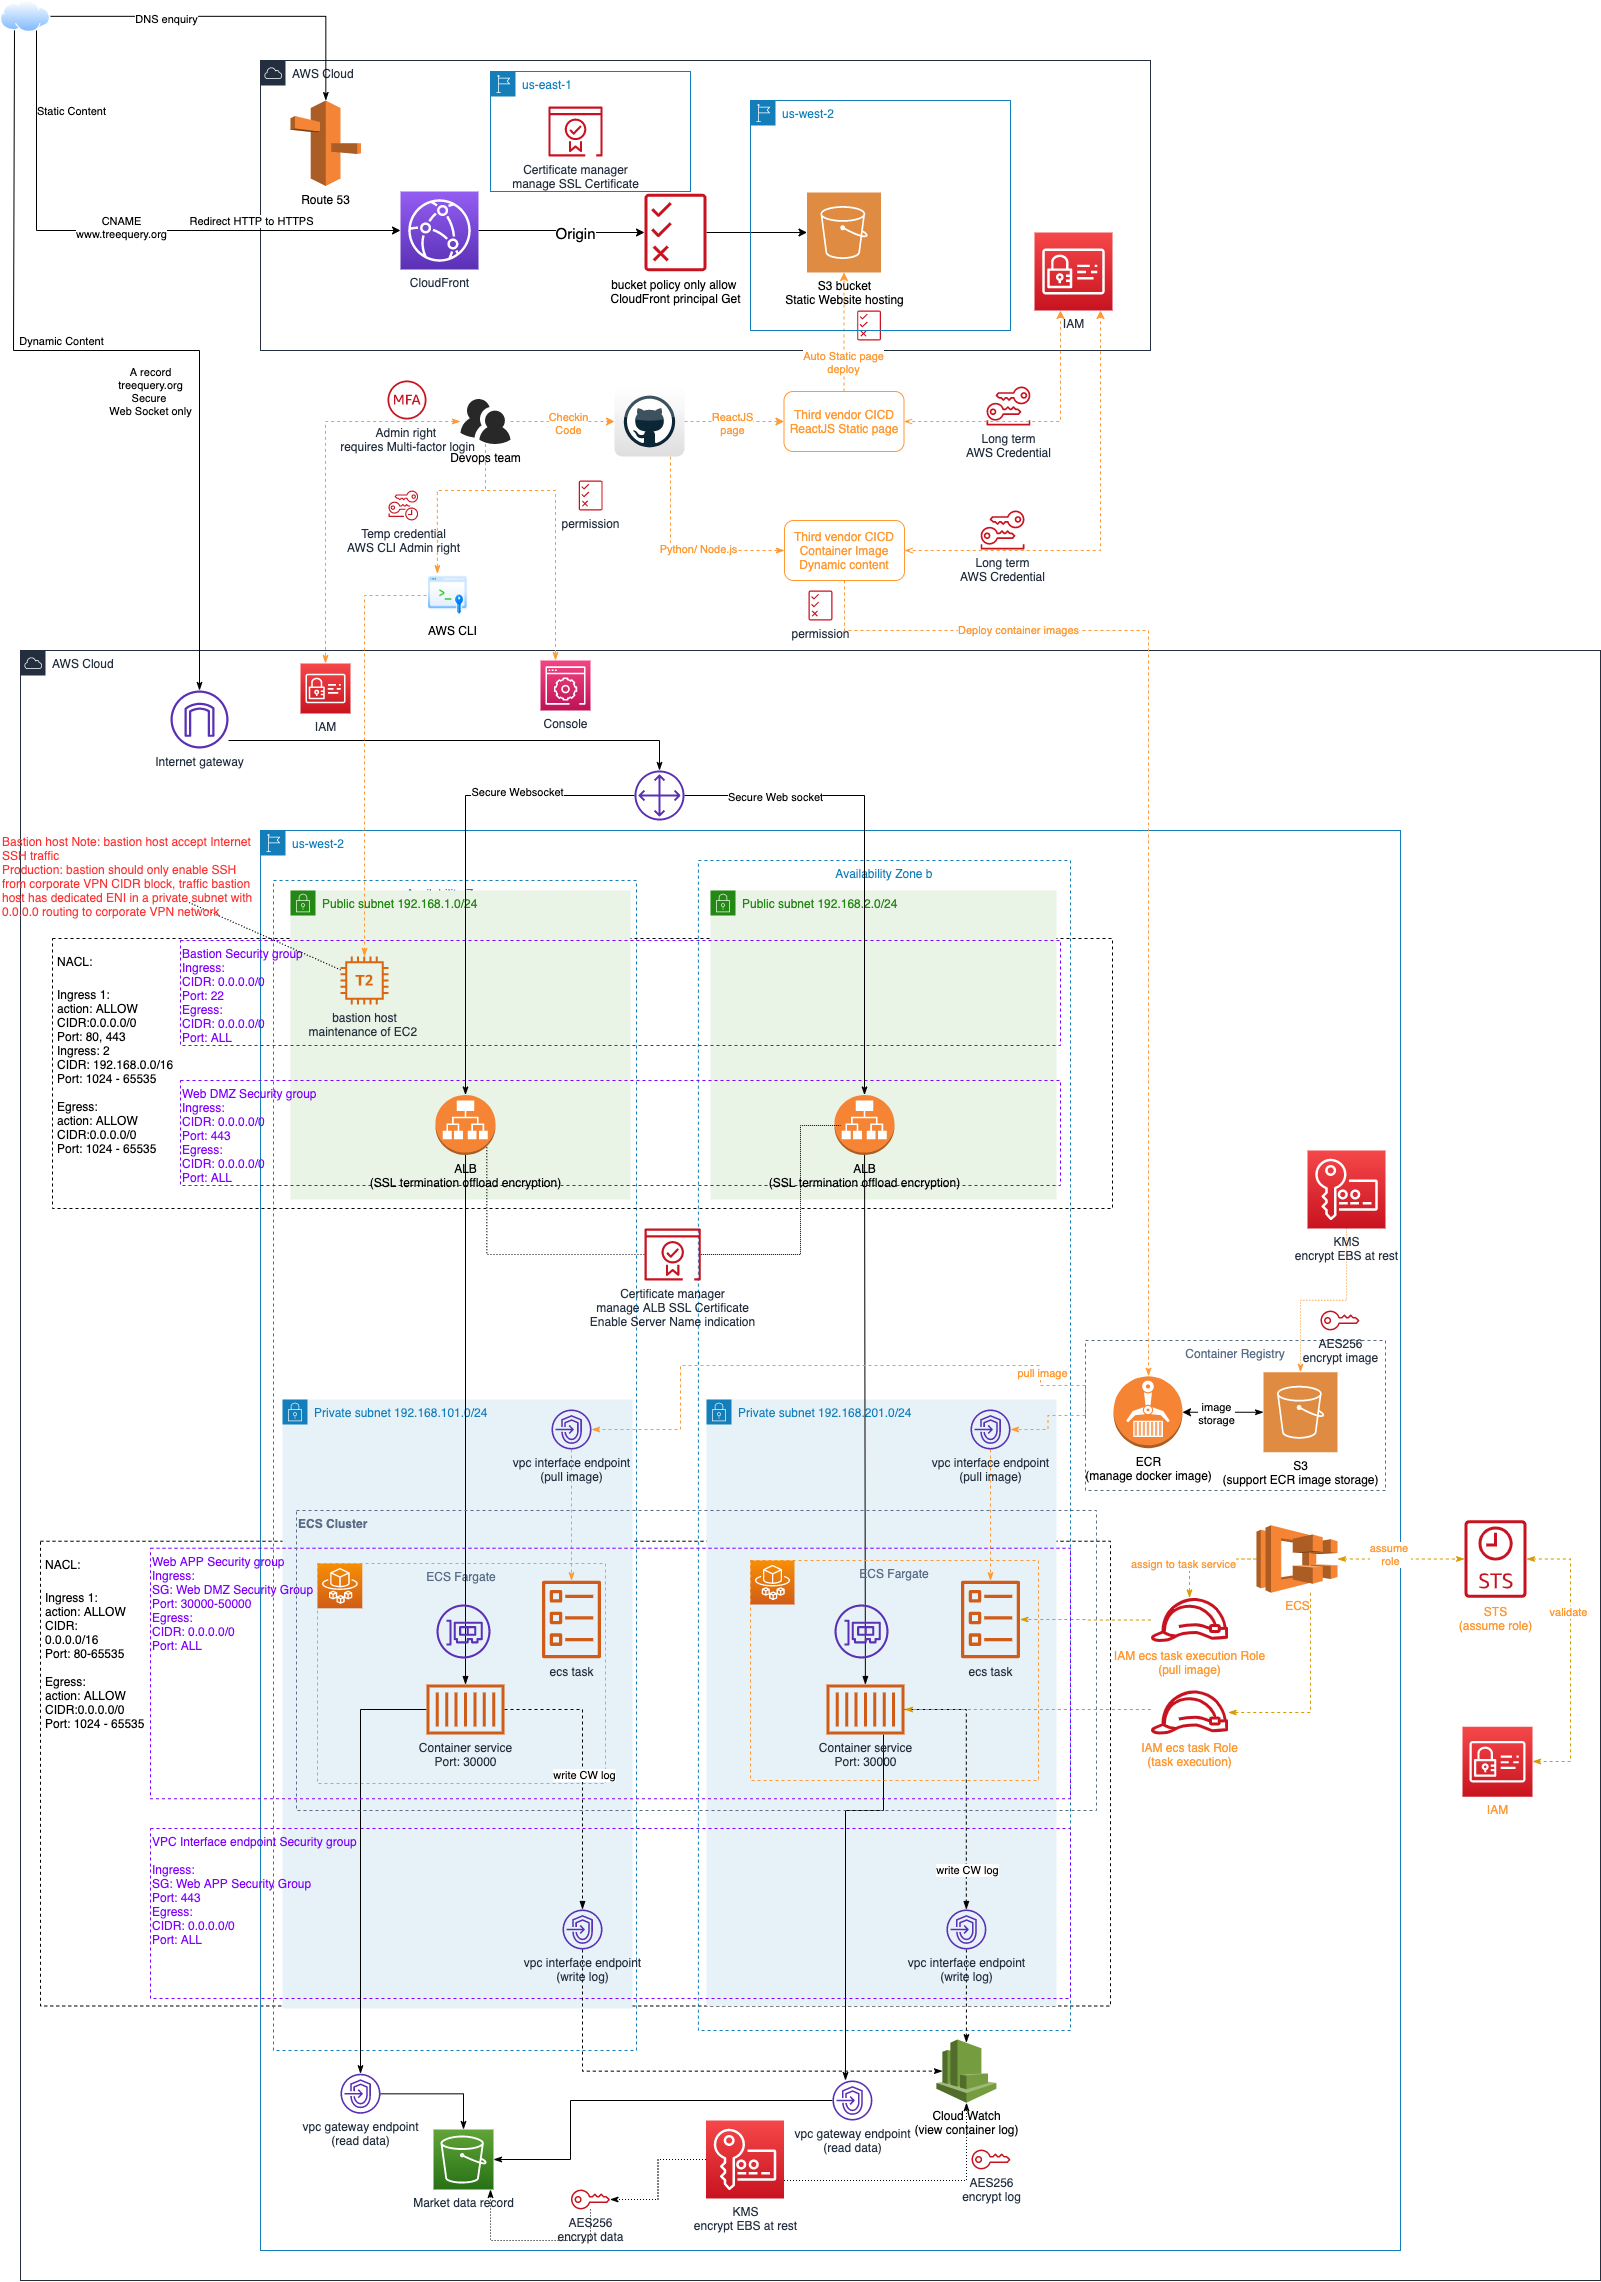 DNS enquiry
AWS Cloud
us-east-1
Static Content
us-west-2
Certificate manager
manage SSL Certificate
Route 53
CNAME
www.treequery.org
Redirect HTTP to HTTPS
Origin
CloudFront
bucket policy only allow
CloudFront principal Get
S3 bucket
Static Website hosting
IAM
Dynamic Content
Auto Static page
deploy
A record
treequery.org
Secure
Web Socket only
MFA
Admin right
requires Multi-factor login
Devops team
Checkin
Code
ReactJS
page
Third vendor CICD
ReactJS Static page
Long term
AWS Credential
permission
Temp credential
AWS CLI Admin right
Python/ Node.js
Third vendor CICD
Container Image
Dynamic content
Long term
AWS Credential
>_
AWS CLI
permission
Deploy container images
AWS Cloud
IAM
Console
Internet gateway
Secure Websocket
Secure Web socket
us-west-2
Bastion host Note: bastion host accept Internet
SSH traffic
Production: bastion should only enable SSH
from corporate VPN CIDR block, traffic bastion
host has dedicated ENI in a private subnet with
0.0.0.0 routing to corporate VPN network
Availability Zone b
Public subnet 192.168.1.0/24
Public subnet 192.168.2.0/24
NACL:
Ingress 1:
action: ALLOW
CIDR:0.0.0.0/0
Port: 80, 443
Ingress: 2
CIDR: 192.168.0.0/16
Port: 1024 - 65535
Egress:
action: ALLOW
CIDR:0.0.0.0/0
Port: 1024 - 65535
Bastion Security group
Ingress:
CIDR: 0.0.0.0/0
Port: 22
Egress:
CIDR: 0.0.0.0/0
Port: ALL
T2
bastion host
maintenance of EC2
Web DMZ Security group
Ingress:
CIDR: 0.0.0.0/0
Port: 443
Egress:
CIDR: 0.0.0.0/0
Port: ALL
ALB
(SSL termination offload encryption)
ALB
(SSL termination offload encryption)
KMS
encrypt EBS at rest
Certificate manager
manage ALB SSL Certificate
Enable Server Name indication
AES256
encrypt image
Container Registry
pull image
Private subnet 192.168.101.0/24
Private subnet 192.168.201.0/24
vpc interface endpoint
(pull image)
vpc interface endpoint
(pull image)
image
storage
ECR
(manage docker image)
S3
(support ECR image storage)
ECS Cluster
NACL:
Ingress 1:
action: ALLOW
CIDR:
0.0.0.0/16
Port: 80-65535
Egress:
action: ALLOW
CIDR:0.0.0.0/0
Port: 1024 - 65535
Web APP Security group
Ingress:
SG: Web DMZ Security Group
Port: 30000-50000
Egress:
CIDR: 0.0.0.0/0
Port: ALL
ECS Fargate
ECS Fargate
ecs task
ecs task
assign to task service
ECS
assume
role
STS
STS
(assume role)
validate
IAM ecs task execution Role
(pull image)
IAM ecs task Role
(task execution)
IAM
Container service
Port: 30000
Container service
Port: 30000
write CW log
VPC Interface endpoint Security group
Ingress:
SG: Web APP Security Group
Port: 443
Egress:
CIDR: 0.0.0.0/0
Port: ALL
write CW log
vpc interface endpoint
(write log)
vpc interface endpoint
(write log)
vpc gateway endpoint
(read data)
vpc gateway endpoint
(read data)
Cloud Watch
(view container log)
Market data record
AES256
encrypt data
KMS
encrypt EBS at rest
AES256
encrypt log